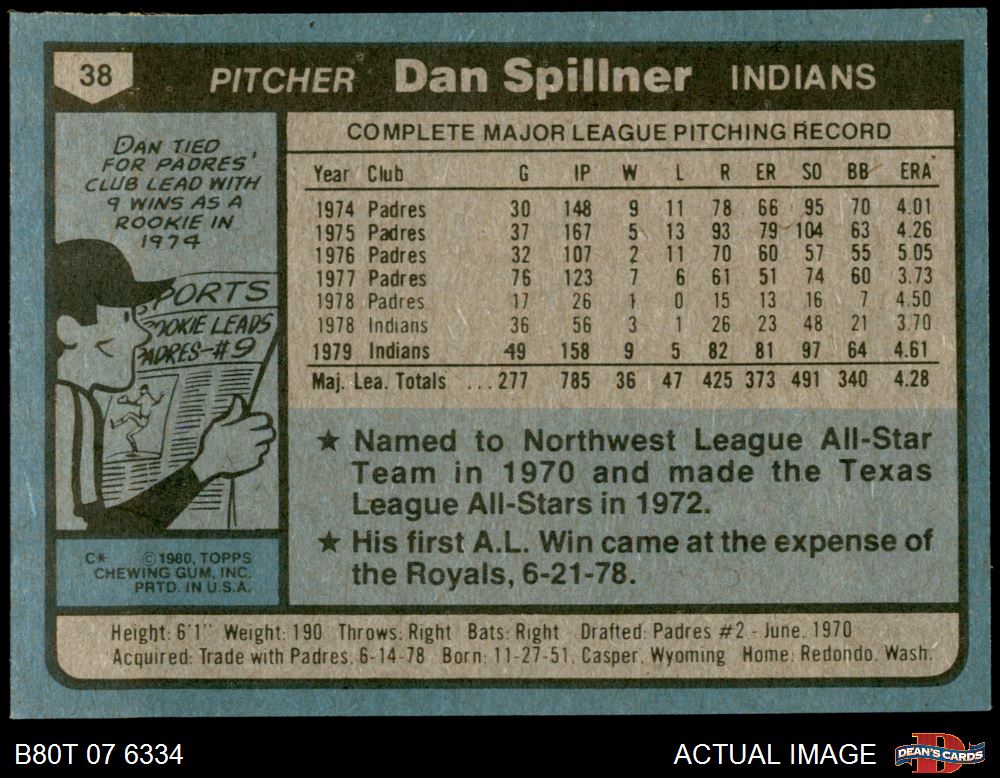 38 PITCHER Dan Spillner INDIANS
DAN TIED
FOR PADRES'
CLUB LEAD WITH
9 WINS AS A
ROOKIE IN
1974
PORTS
OOKIE LEADS
PADRES-#9
C* © 1980, TOPPS
CHEWING GUM, INC.
PRTD. IN U.S.A.
COMPLETE MAJOR LEAGUE PITCHING RECORD
Year Club G IP W L R ER SO BB ERA
1974 Padres 30 148 9 11 78 66 95 70 4.01
1975 Padres 37 167 5 13 93 79 104 63 4.26
1976 Padres 32 107 2 11 70 60 57 55 5.05
1977 Padres 76 123 7 6 61 51 74 60 3.73
1978 Padres 17 26 1 0 15 13 16 7 4.50
1978 Indians 36 56 3 1 26 23 48 21 3.70
1979 Indians 49 158 9 5 82 81 97 64 4.61
Maj. Lea. Totals ... 277 785 36 47 425 373 491 340 4.28
★ Named to Northwest League All-Star
Team in 1970 and made the Texas
League All-Stars in 1972.
★ His first A.L. Win came at the expense of
the Royals, 6-21-78.
Height: 6'1" Weight: 190 Throws: Right Bats: Right Drafted: Padres #2 - June, 1970
Acquired: Trade with Padres, 6-14-78 Born: 11-27-51, Casper, Wyoming Home: Redondo, Wash.
B80T 07 6334
ACTUAL IMAGE
D
DEAN'S CARDS